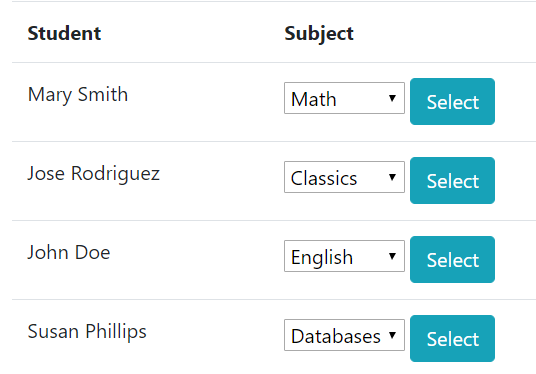 Student Subject
Mary Smith Math Select
Jose Rodriguez Classics Select
John Doe English Select
Susan Phillips Databases Select